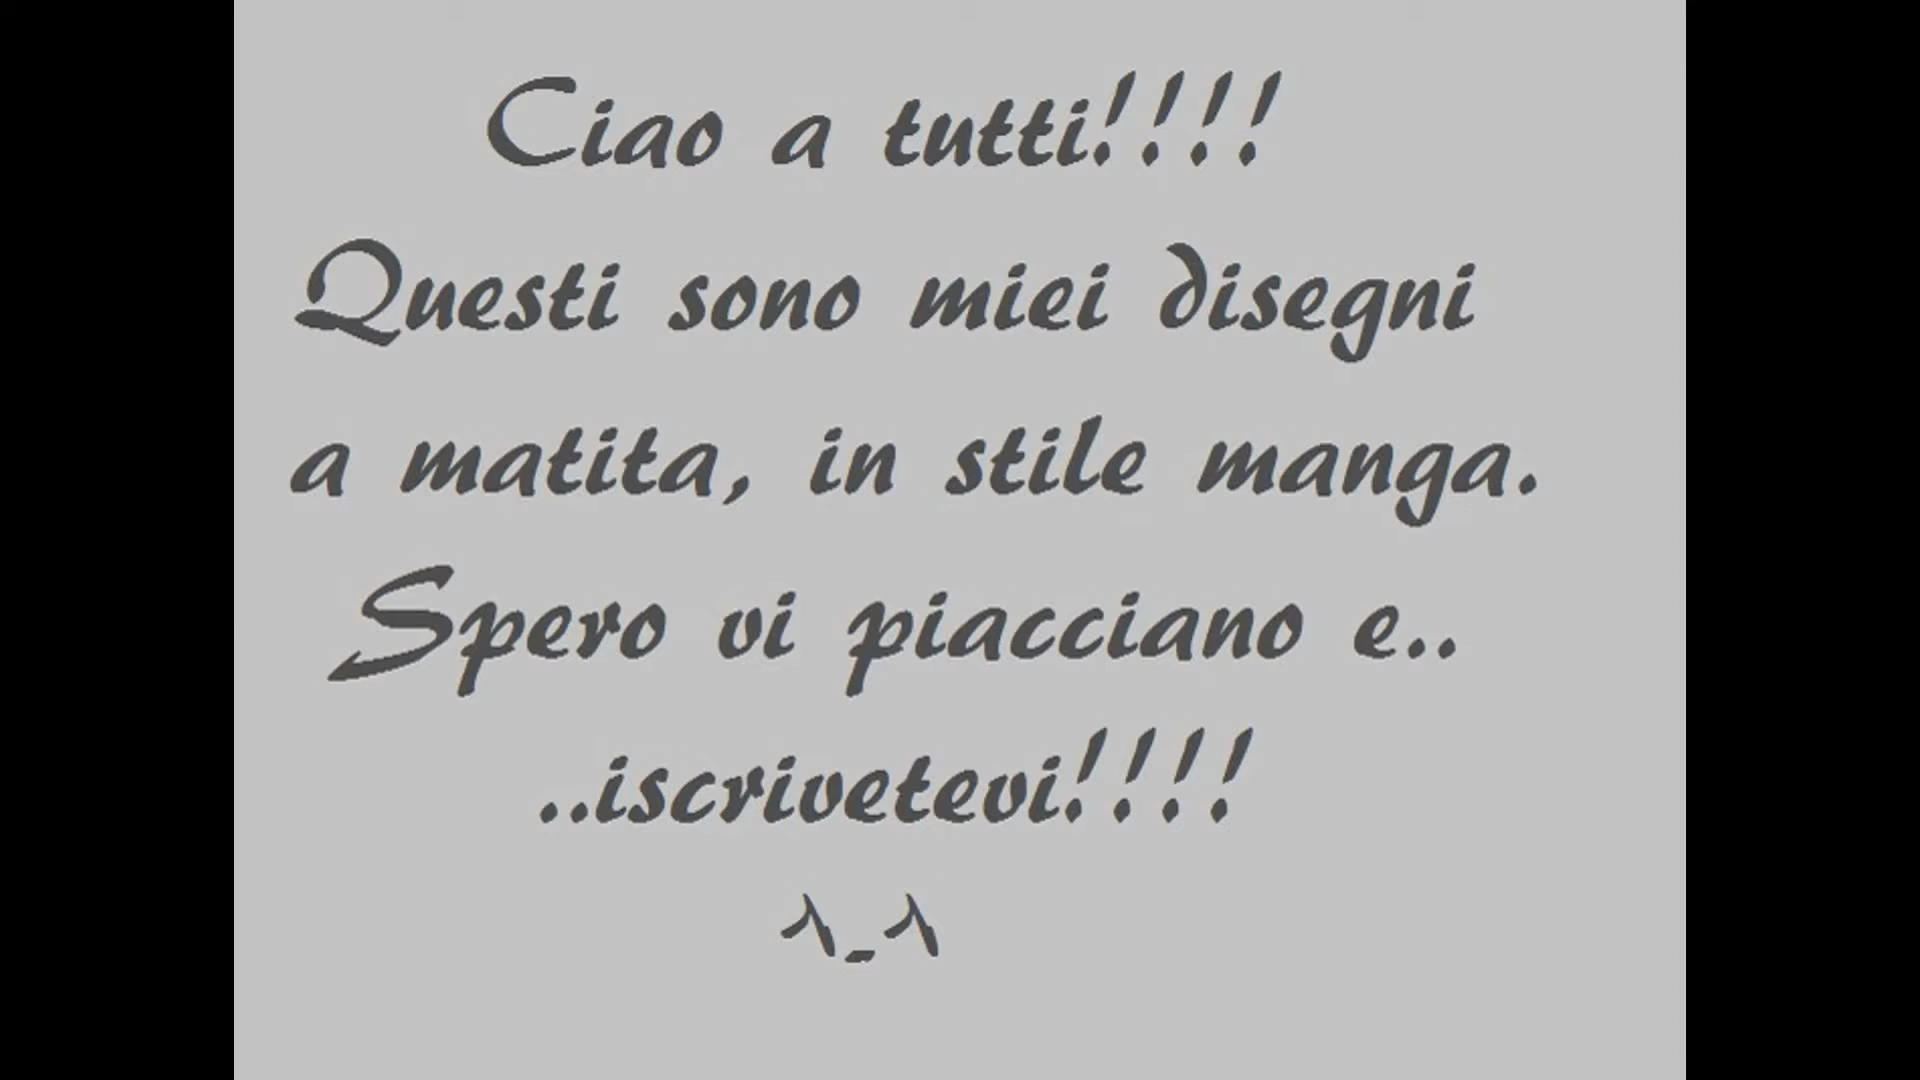 Ciao a tutti!!!!
Questi sono miei disegni
a matita, in stile manga.
Spero vi piacciano e..
..iscrivetevi!!!!
^_^